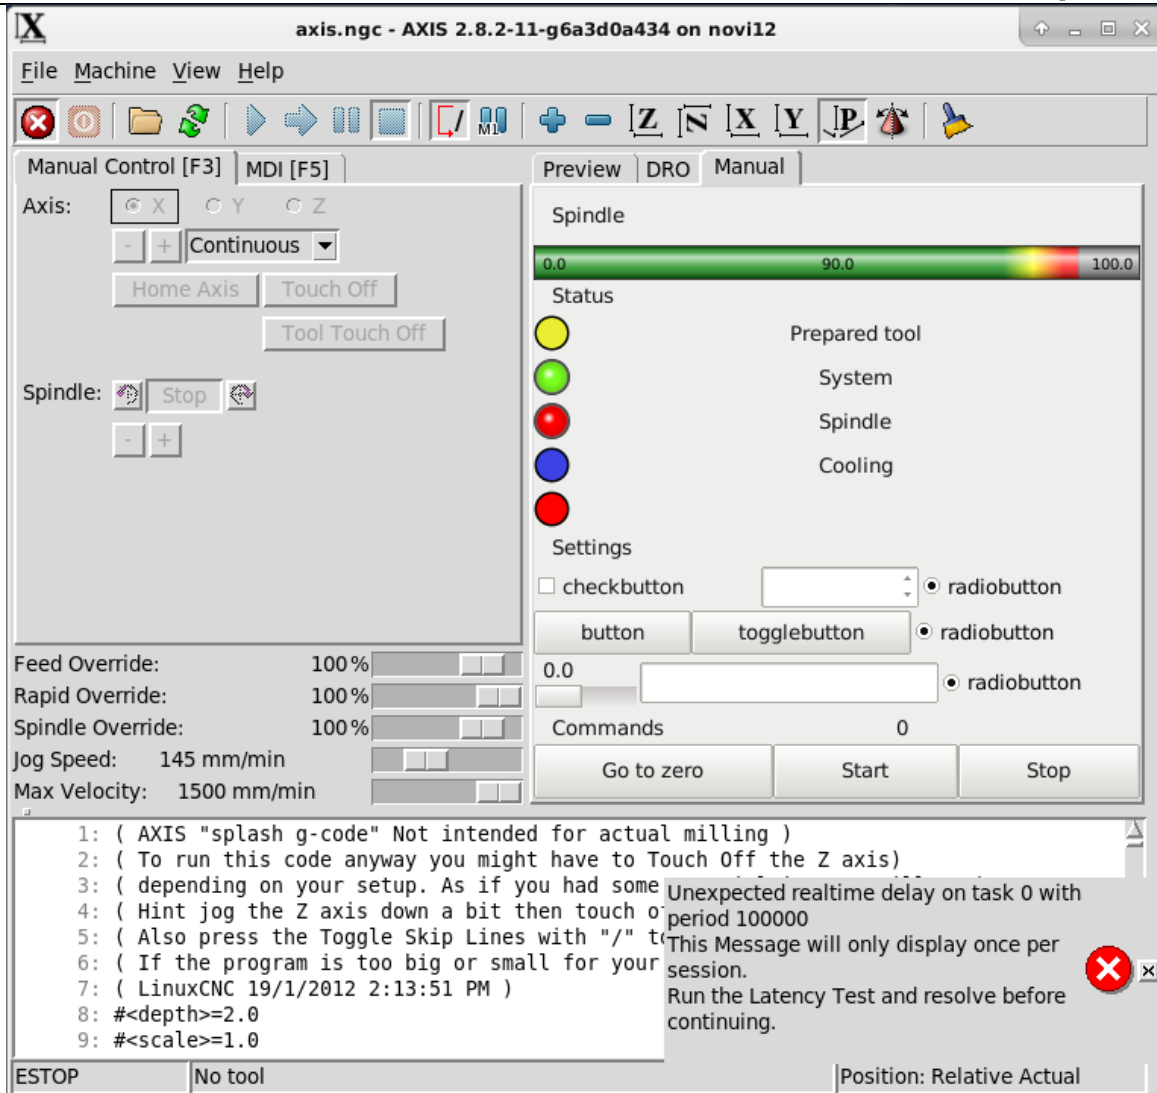 axis.ngc - AXIS 2.8.2-11-g6a3d0a434 on novi12
File Machine View Help
M1 Z N X Y P
Manual Control [F3] MDI [F5]
Axis: X Y Z
- + Continuous
Home Axis Touch Off
Tool Touch Off
Spindle: Stop
- +
Feed Override: 100 %
Rapid Override: 100 %
Spindle Override: 100 %
Jog Speed: 145 mm/min
Max Velocity: 1500 mm/min
Preview DRO Manual
Spindle
0.0 90.0 100.0
Status
Prepared tool
System
Spindle
Cooling
Settings
checkbutton radiobutton
button togglebutton radiobutton
0.0 radiobutton
Commands 0
Go to zero Start Stop
1: ( AXIS "splash g-code" Not intended for actual milling )
2: ( To run this code anyway you might have to Touch Off the Z axis)
3: ( depending on your setup. As if you had some
4: ( Hint jog the Z axis down a bit then touch
5: ( Also press the Toggle Skip Lines with "/"
6: ( If the program is too big or small for your
7: ( LinuxCNC 19/1/2012 2:13:51 PM )
8: #<depth>=2.0
9: #<scale>=1.0
Unexpected realtime delay on task 0 with
period 100000
This Message will only display once per
session.
Run the Latency Test and resolve before
continuing.
ESTOP No tool Position: Relative Actual